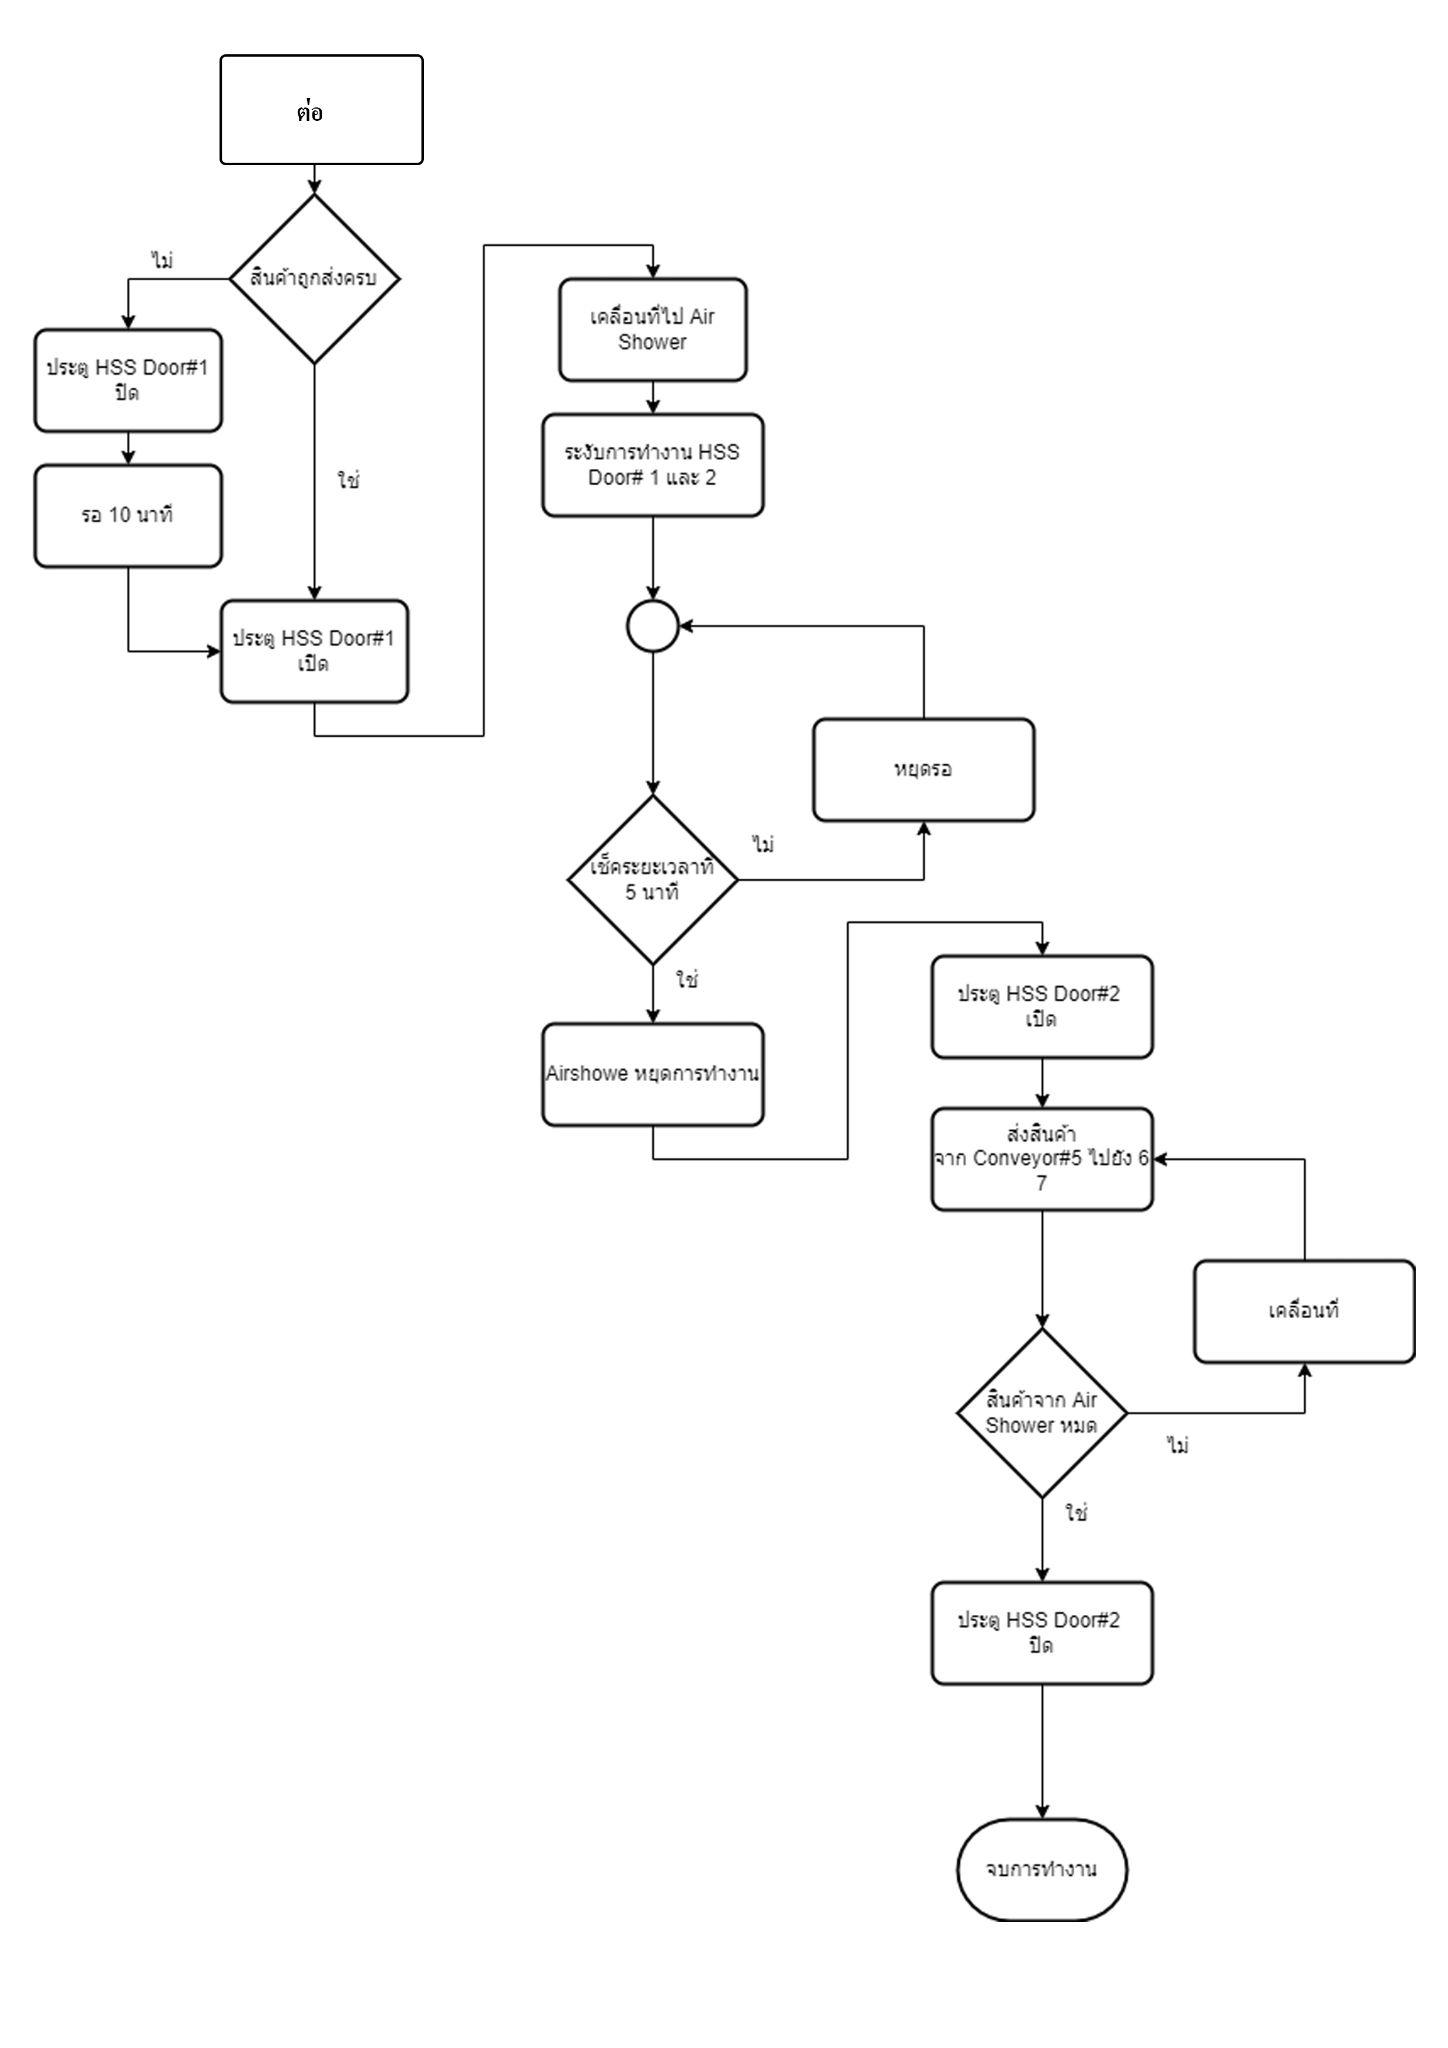 ต่อ
สินค้าถูกส่งครบ
ไม่
ประตู HSS Door#1
ปิด
รอ 10 นาที
ใช่
ประตู HSS Door#1
เปิด
เคลื่อนที่ไป Air
Shower
ระงับการทำงาน HSS
Door# 1 และ 2
หยุดรอ
ไม่
เช็คระยะเวลาที่
5 นาที
ใช่
Airshowe หยุดการทำงาน
ประตู HSS Door#2
เปิด
ส่งสินค้า
จาก Conveyor#5 ไปยัง 6
7
เคลื่อนที่
สินค้าจาก Air
Shower หมด
ไม่
ใช่
ประตู HSS Door#2
ปิด
จบการทำงาน